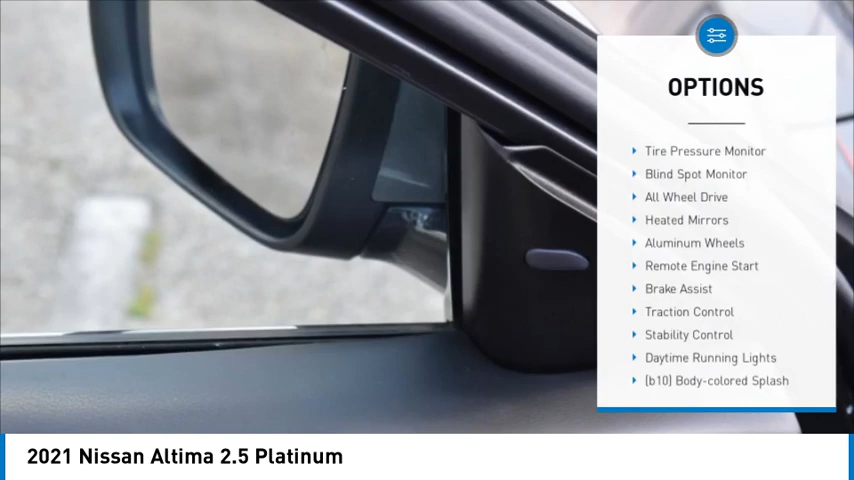 OPTIONS
Tire Pressure Monitor
Blind Spot Monitor
All Wheel Drive
Heated Mirrors
Aluminum Wheels
Remote Engine Start
Brake Assist
Traction Control
Stability Control
Daytime Running Lights
(b10) Body-colored Splash
2021 Nissan Altima 2.5 Platinum